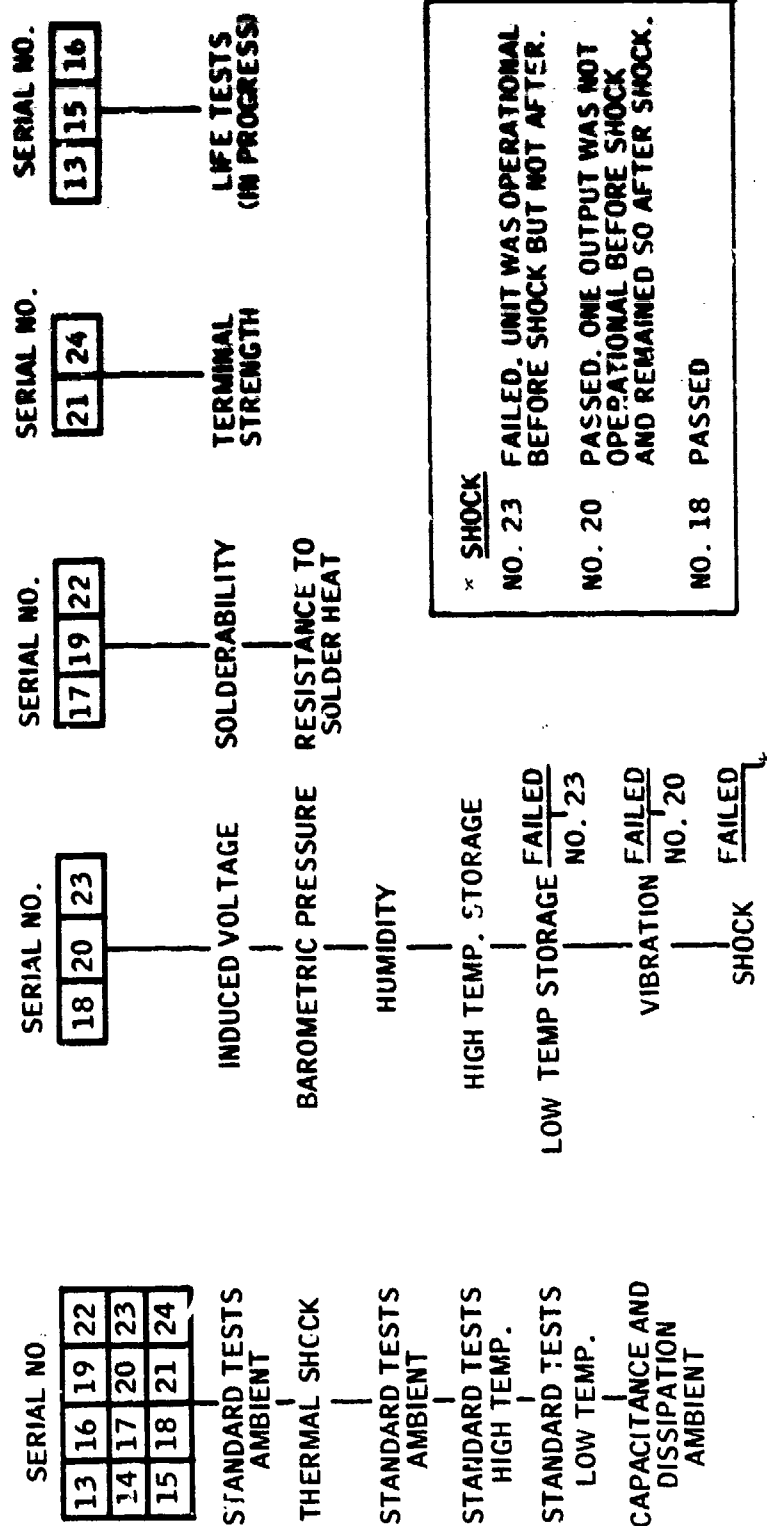 SERIAL NO.
13 16 19 22
14 17 20 23
15 18 21 24
STANDARD TESTS
AMBIENT
THERMAL SHOCK
STANDARD TESTS
AMBIENT
STANDARD TESTS
HIGH TEMP.
STANDARD TESTS
LOW TEMP.
CAPACITANCE AND
DISSIPATION
AMBIENT
SERIAL NO.
18 20 23
INDUCED VOLTAGE
BAROMETRIC PRESSURE
HUMIDITY
HIGH TEMP. STORAGE
LOW TEMP STORAGE FAILED
NO. 23
VIBRATION FAILED
NO. 20
SHOCK FAILED
SERIAL NO.
17 19 22
SOLDERABILITY
RESISTANCE TO
SOLDER HEAT
SERIAL NO.
21 24
TERMINAL
STRENGTH
SERIAL NO.
13 15 16
LIFE TESTS
(IN PROGRESS)
* SHOCK
NO. 23 FAILED. UNIT WAS OPERATIONAL
BEFORE SHOCK BUT NOT AFTER.
NO. 20 PASSED. ONE OUTPUT WAS NOT
OPERATIONAL BEFORE SHOCK
AND REMAINED SO AFTER SHOCK.
NO. 18 PASSED